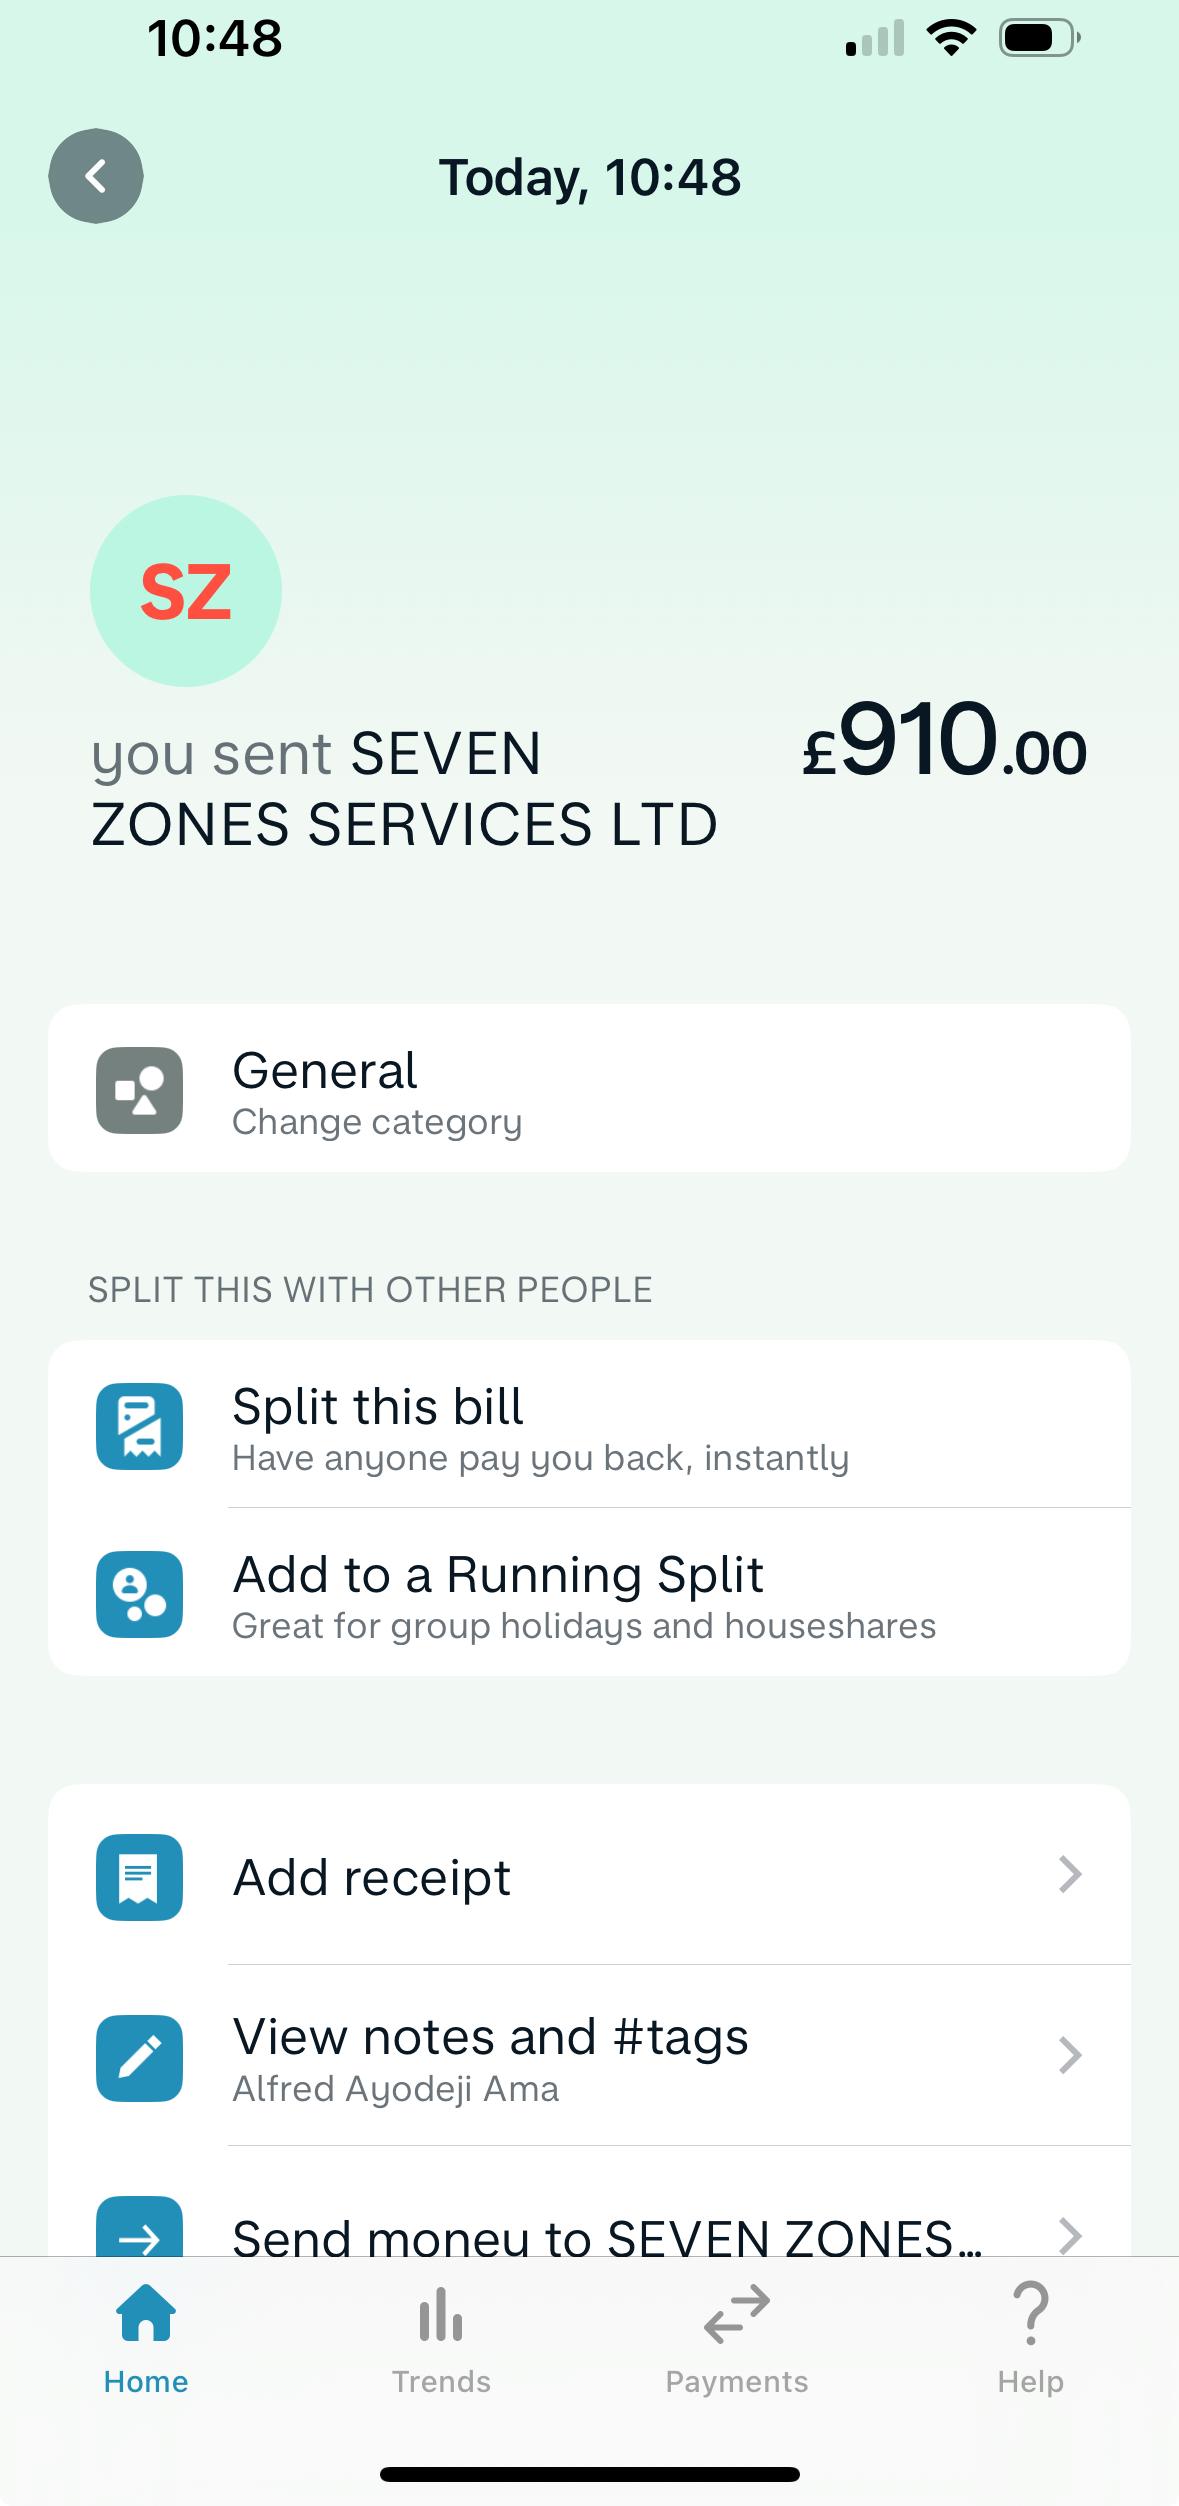 10:48
Today, 10:48
SZ
you sent SEVEN
ZONES SERVICES LTD
£910.00
General
Change category
SPLIT THIS WITH OTHER PEOPLE
Split this bill
Have anyone pay you back, instantly
Add to a Running Split
Great for group holidays and houseshares
Add receipt
View notes and #tags
Alfred Ayodeji Ama
Send money to SEVEN ZONES...
Home
Trends
Payments
Help